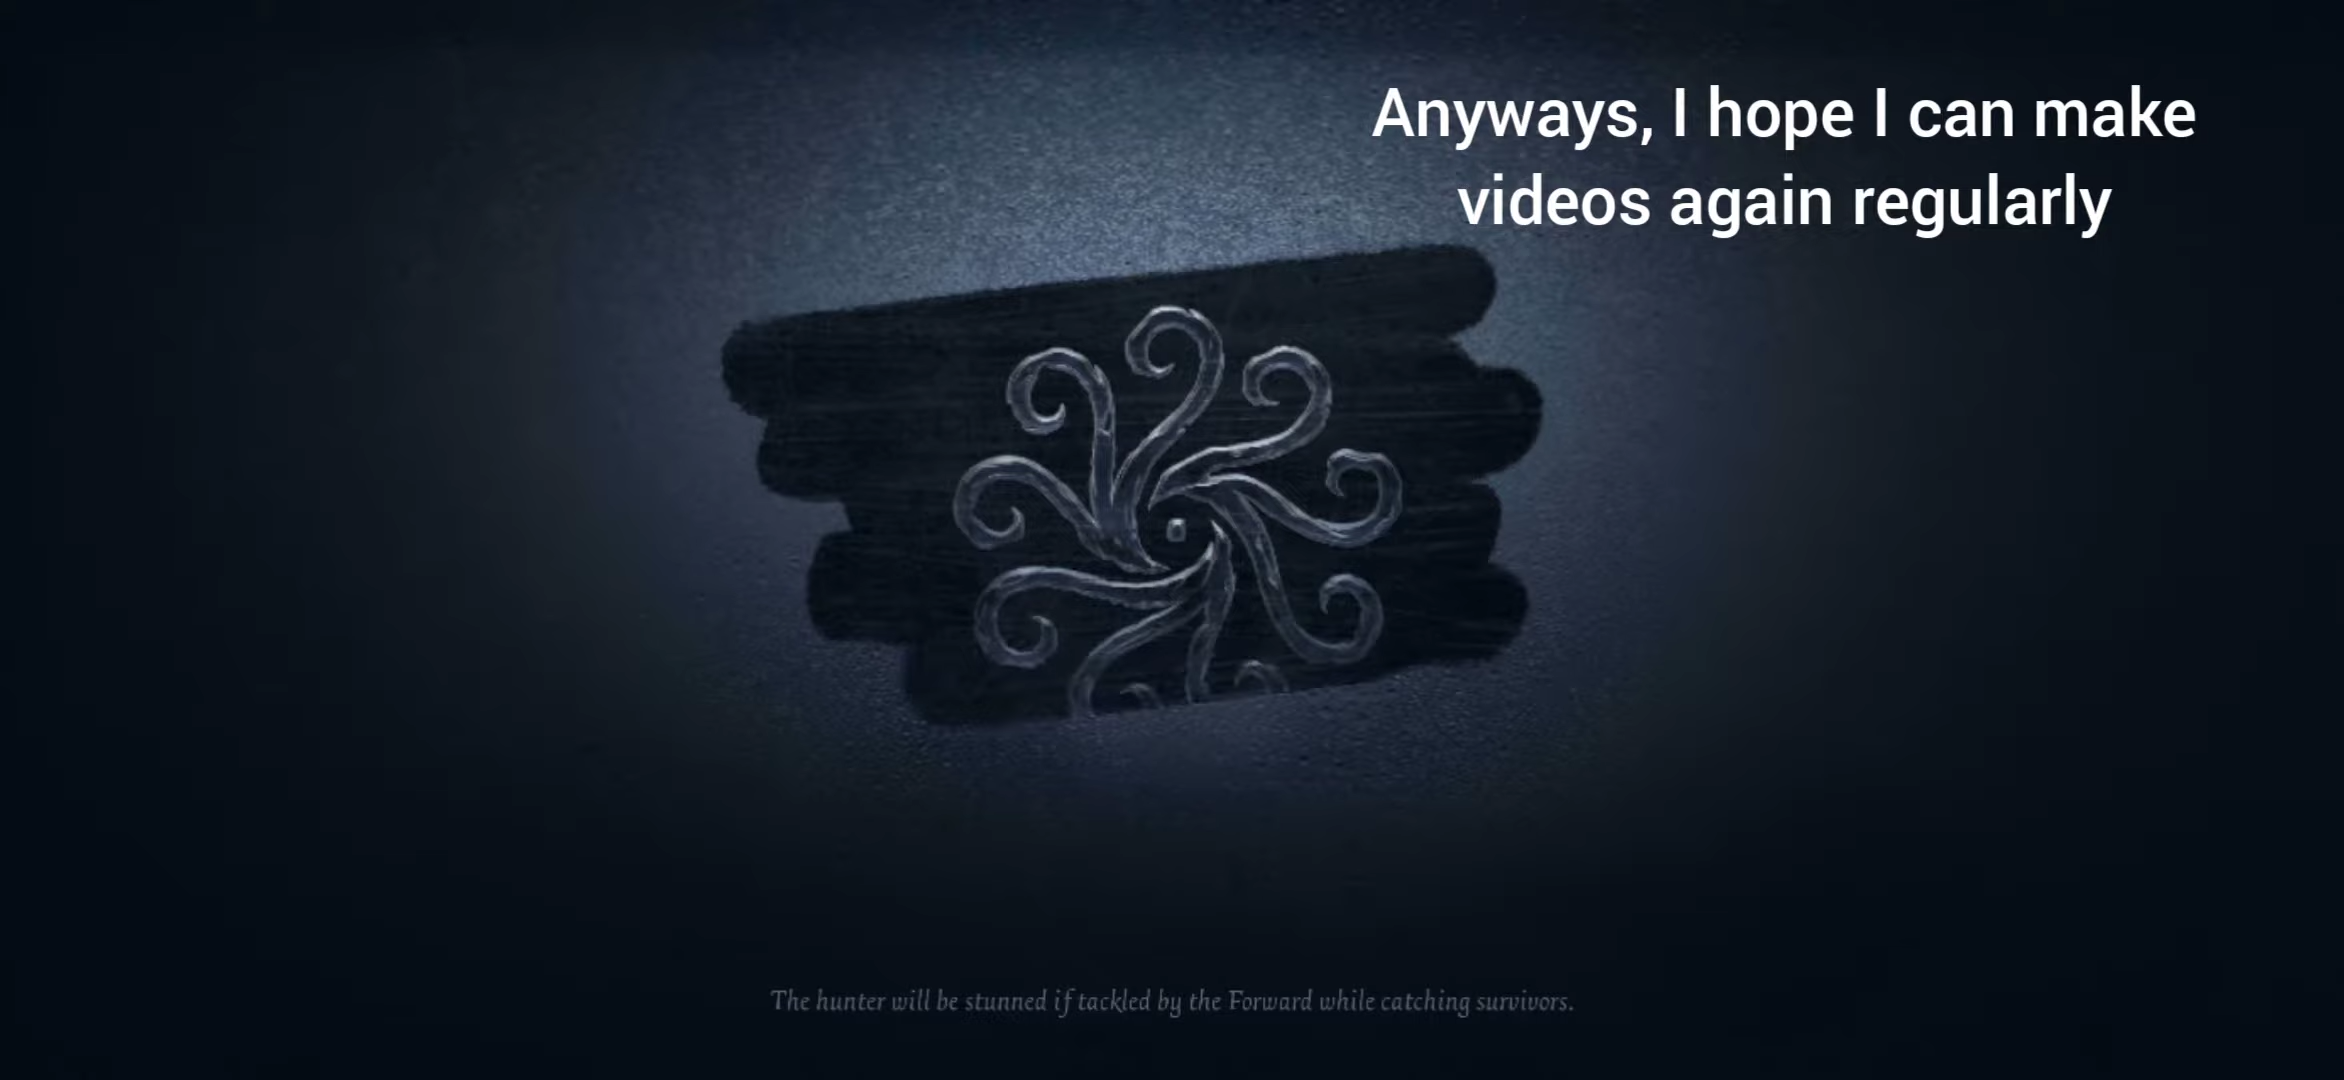 Anyways, I hope I can make
videos again regularly
The hunter will be stunned if tackled by the Forward while catching survivors.